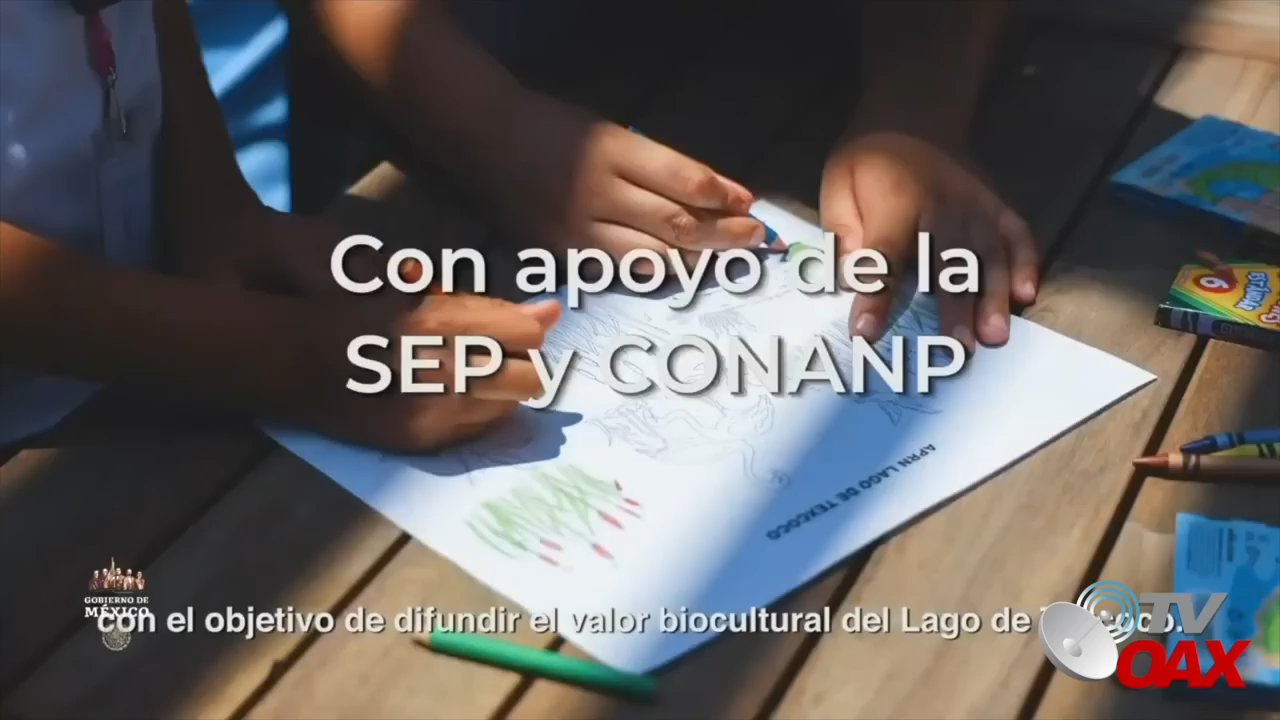 Con apoyo de la
SEP y CONANP
6
APRN LAGO DE TEXCOCO
GOBIERNO DE
MÉXICO
con el objetivo de difundir el valor biocultural del Lago de
TV
OAX